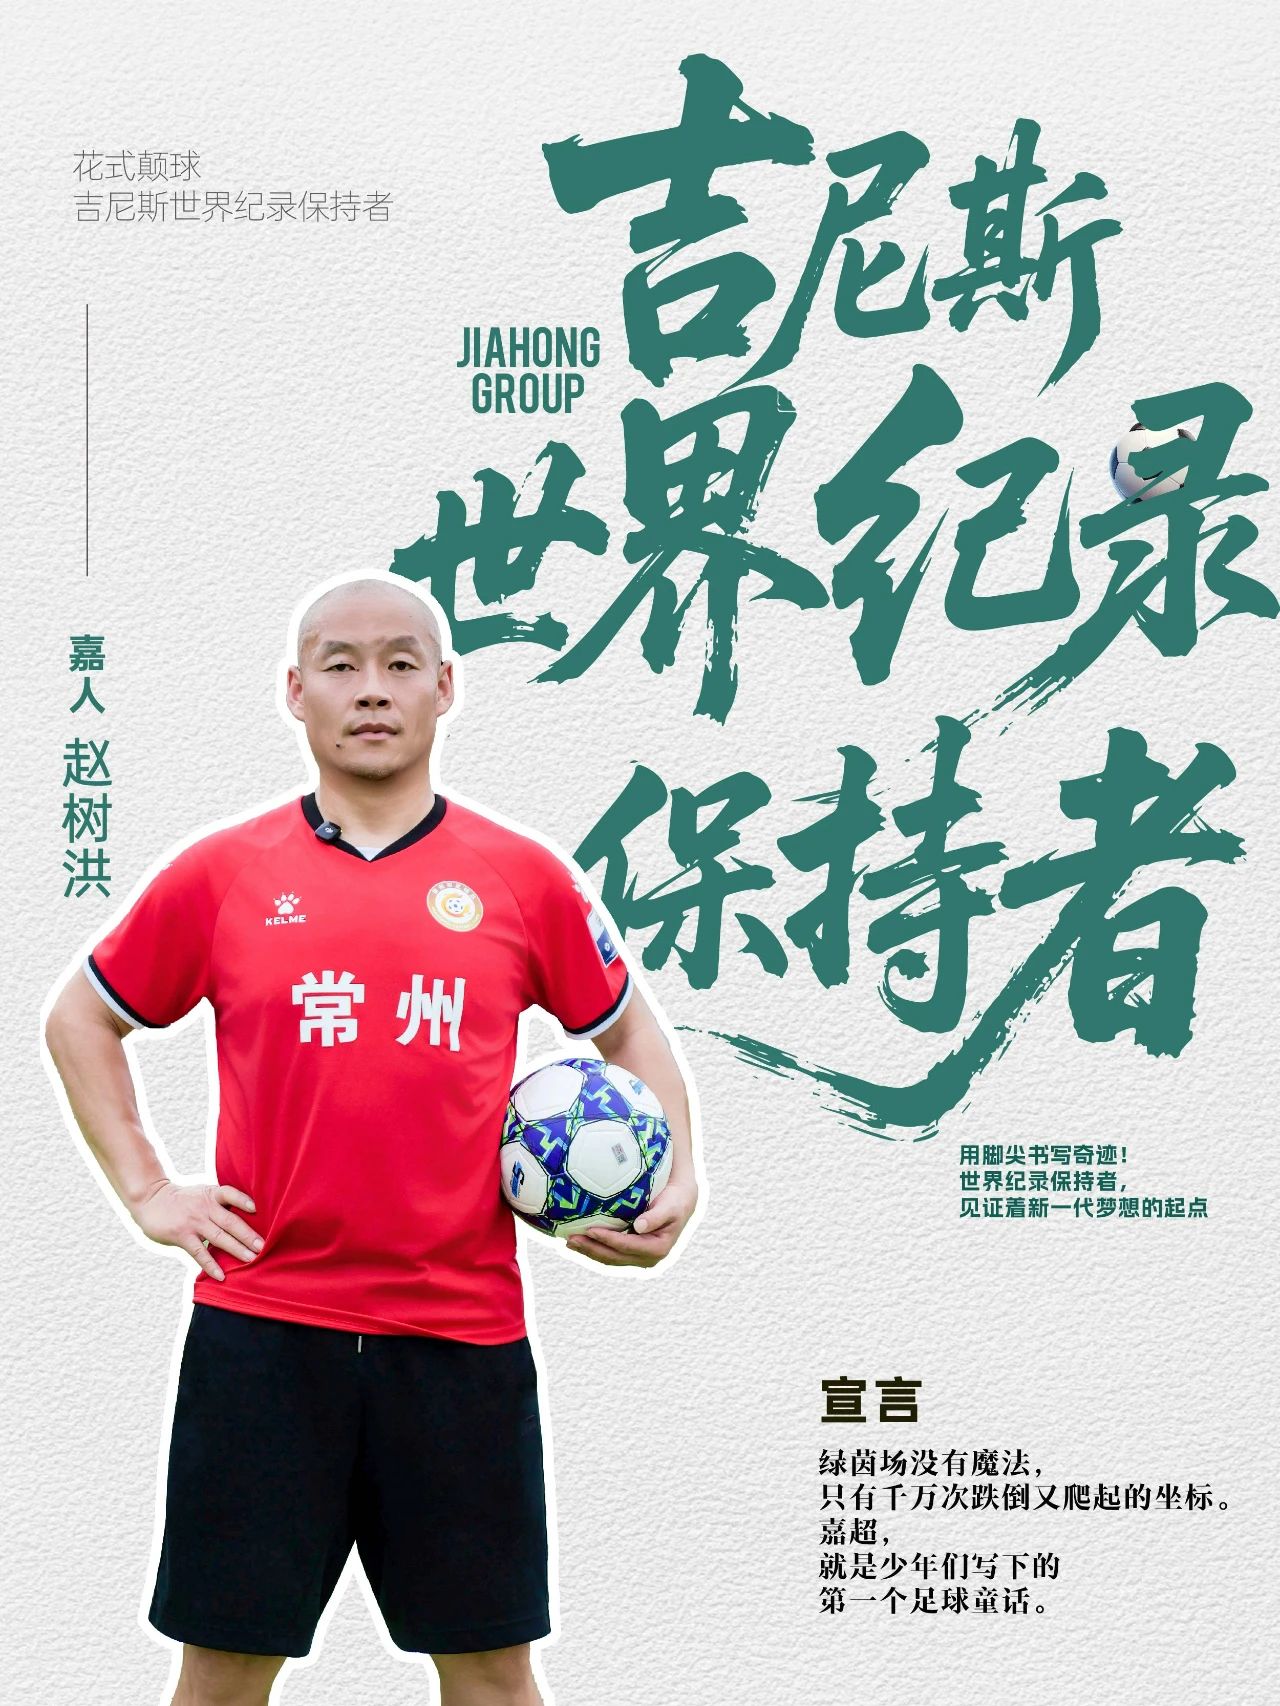 花式颠球
吉尼斯世界纪录保持者
吉尼斯
JIAHONG
GROUP
世界纪录
保持者
嘉人 赵树洪
KELME
常州
用脚尖书写奇迹！
世界纪录保持者，
见证着新一代梦想的起点
宣言
绿茵场没有魔法，
只有千万次跌倒又爬起的坐标。
嘉超，
就是少年们写下的
第一个足球童话。